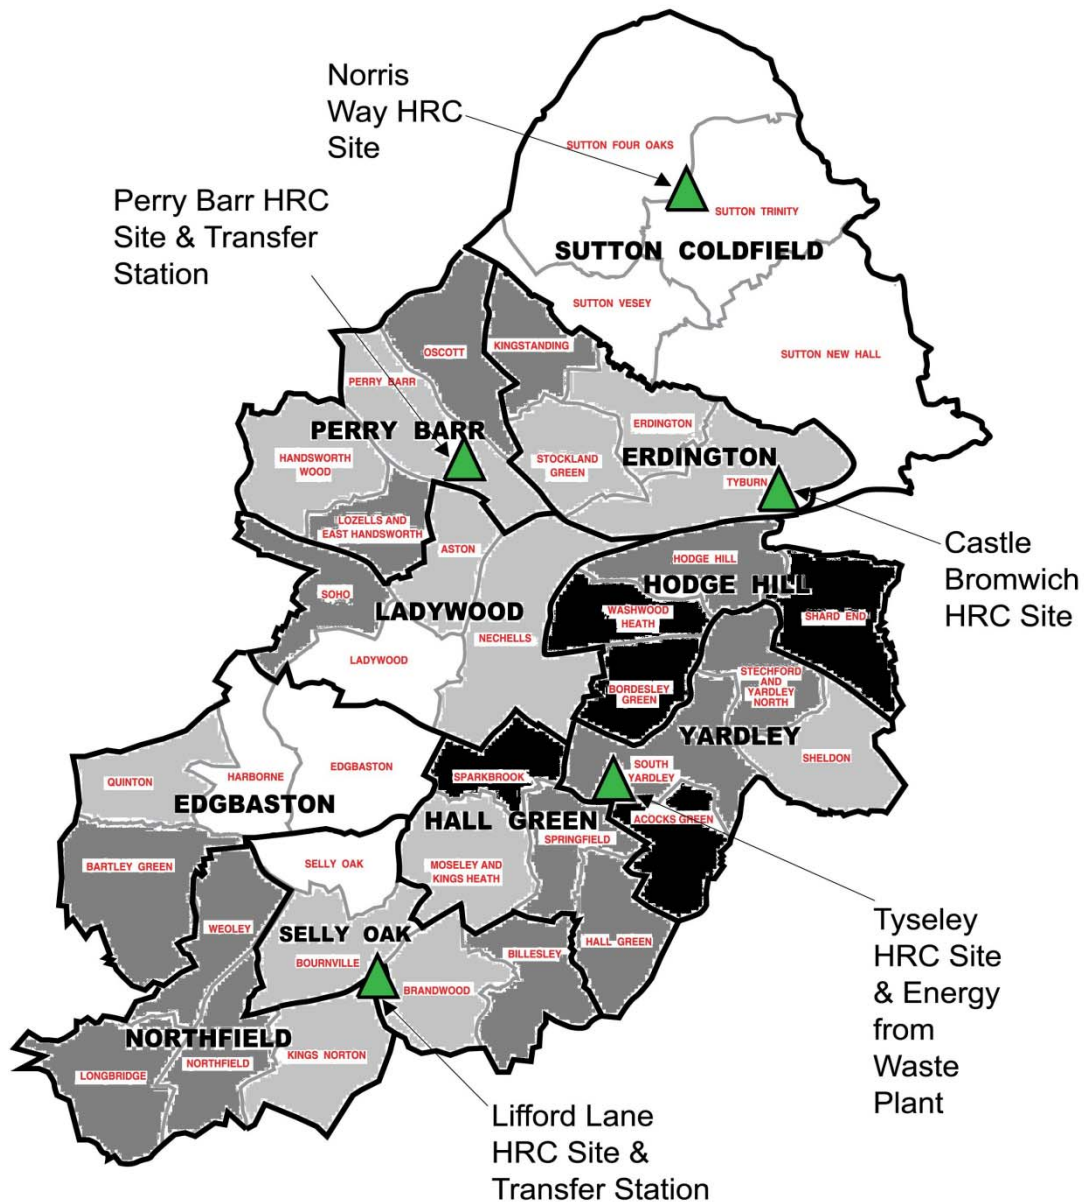 Norris
Way HRC
Site
SUTTON FOUR OAKS
Perry Barr HRC
Site & Transfer
Station
SUTTON TRINITY
SUTTON COLDFIELD
SUTTON VESEY
SUTTON NEW HALL
OSCOTT
KINGSTANDING
PERRY BARR
ERDINGTON
PERRY BARR
HANDSWORTH
WOOD
STOCKLAND
GREEN
ERDINGTON
TYBURN
LOZELLS AND
EAST HANDSWORTH
ASTON
HODGE HILL
HODGE HILL
Castle
Bromwich
HRC Site
SOHO
LADYWOOD
WASHWOOD
HEATH
SHARD END
NECHELLS
LADYWOOD
STECHFORD
AND
YARDLEY
NORTH
BORDESLEY
GREEN
YARDLEY
SHELDON
QUINTON
HARBORNE
EDGBASTON
SPARKBROOK
SOUTH
YARDLEY
EDGBASTON
HALL GREEN
ACOCKS GREEN
SPRINGFIELD
BARTLEY GREEN
SELLY OAK
MOSELEY AND
KINGS HEATH
WEOLEY
SELLY OAK
BOURNVILLE
BILLESLEY
HALL GREEN
BRANDWOOD
Tyseley
HRC Site
& Energy
from
Waste
Plant
NORTHFIELD
LONGBRIDGE
NORTHFIELD
KINGS NORTON
Lifford Lane
HRC Site &
Transfer Station